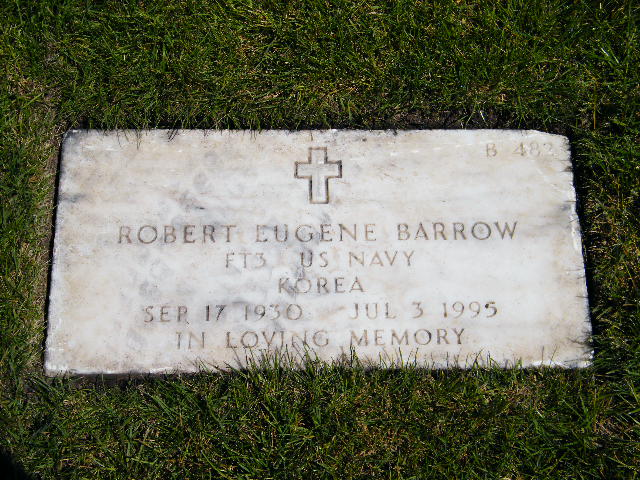 B 482
ROBERT EUGENE BARROW
FT3 US NAVY
KOREA
SEP 17 1930 JUL 3 1995
IN LOVING MEMORY